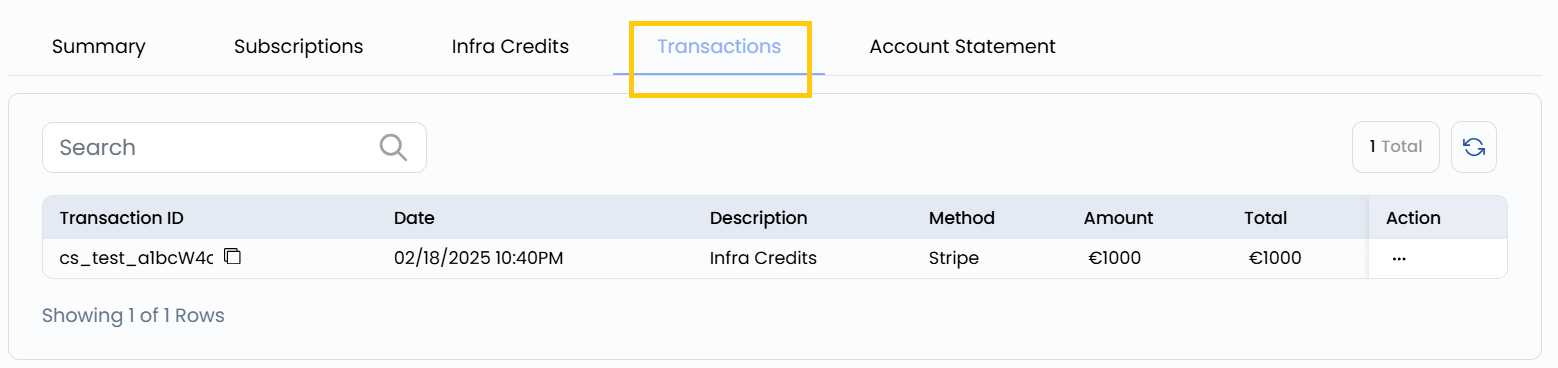 Summary Subscriptions Infra Credits Transactions Account Statement
Search 1 Total
Transaction ID Date Description Method Amount Total Action
cs_test_a1bcW4c 02/18/2025 10:40PM Infra Credits Stripe €1000 €1000 ...
Showing 1 of 1 Rows